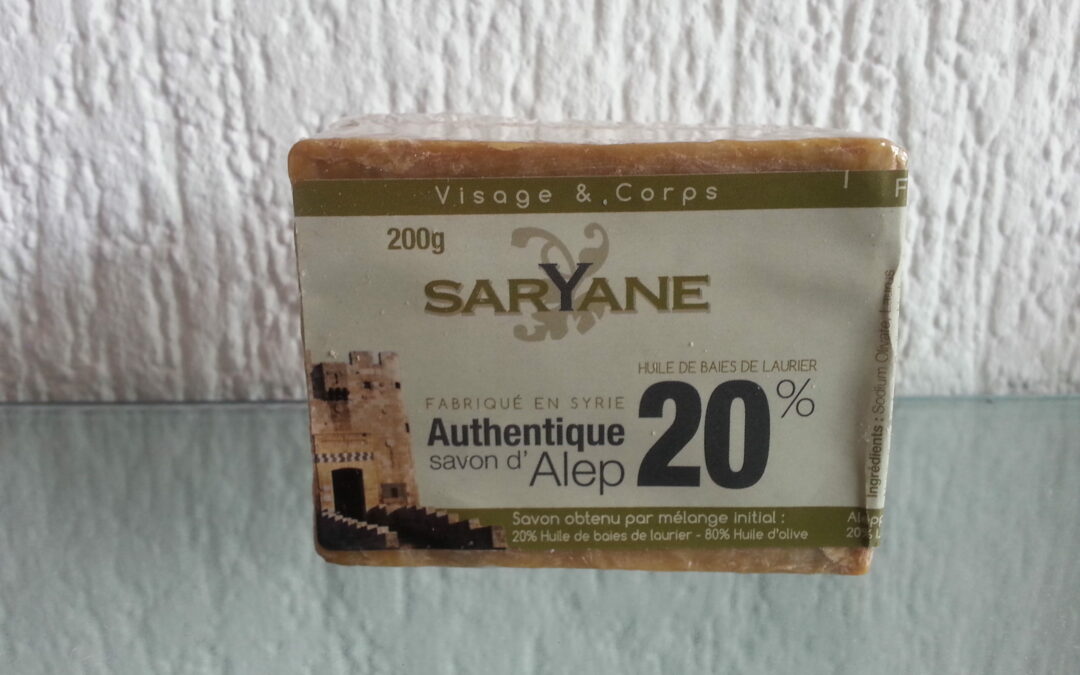 Visage & Corps
200g
SARYANE
HUILE DE BAIES DE LAURIER
20%
FABRIQUÉ EN SYRIE
Authentique
savon d'Alep
Savon obtenu par mélange initial :
20% Huile de baies de laurier - 80% Huile d'olive
Ingrédients : Sodium Olivate,